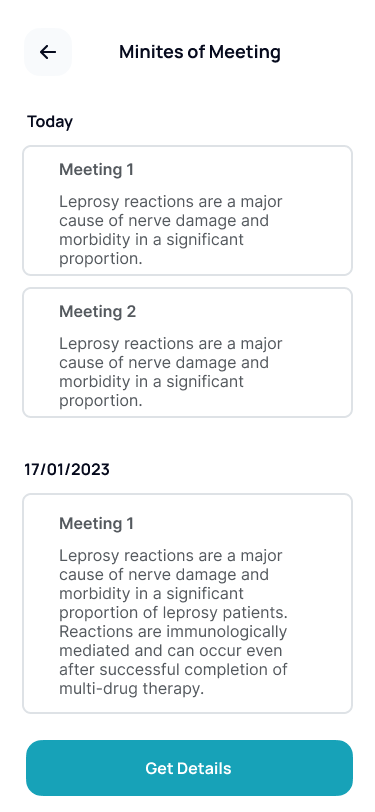 Minites of Meeting
Today
Meeting 1
Leprosy reactions are a major
cause of nerve damage and
morbidity in a significant
proportion.
Meeting 2
Leprosy reactions are a major
cause of nerve damage and
morbidity in a significant
proportion.
17/01/2023
Meeting 1
Leprosy reactions are a major
cause of nerve damage and
morbidity in a significant
proportion of leprosy patients.
Reactions are immunologically
mediated and can occur even
after successful completion of
multi-drug therapy.
Get Details